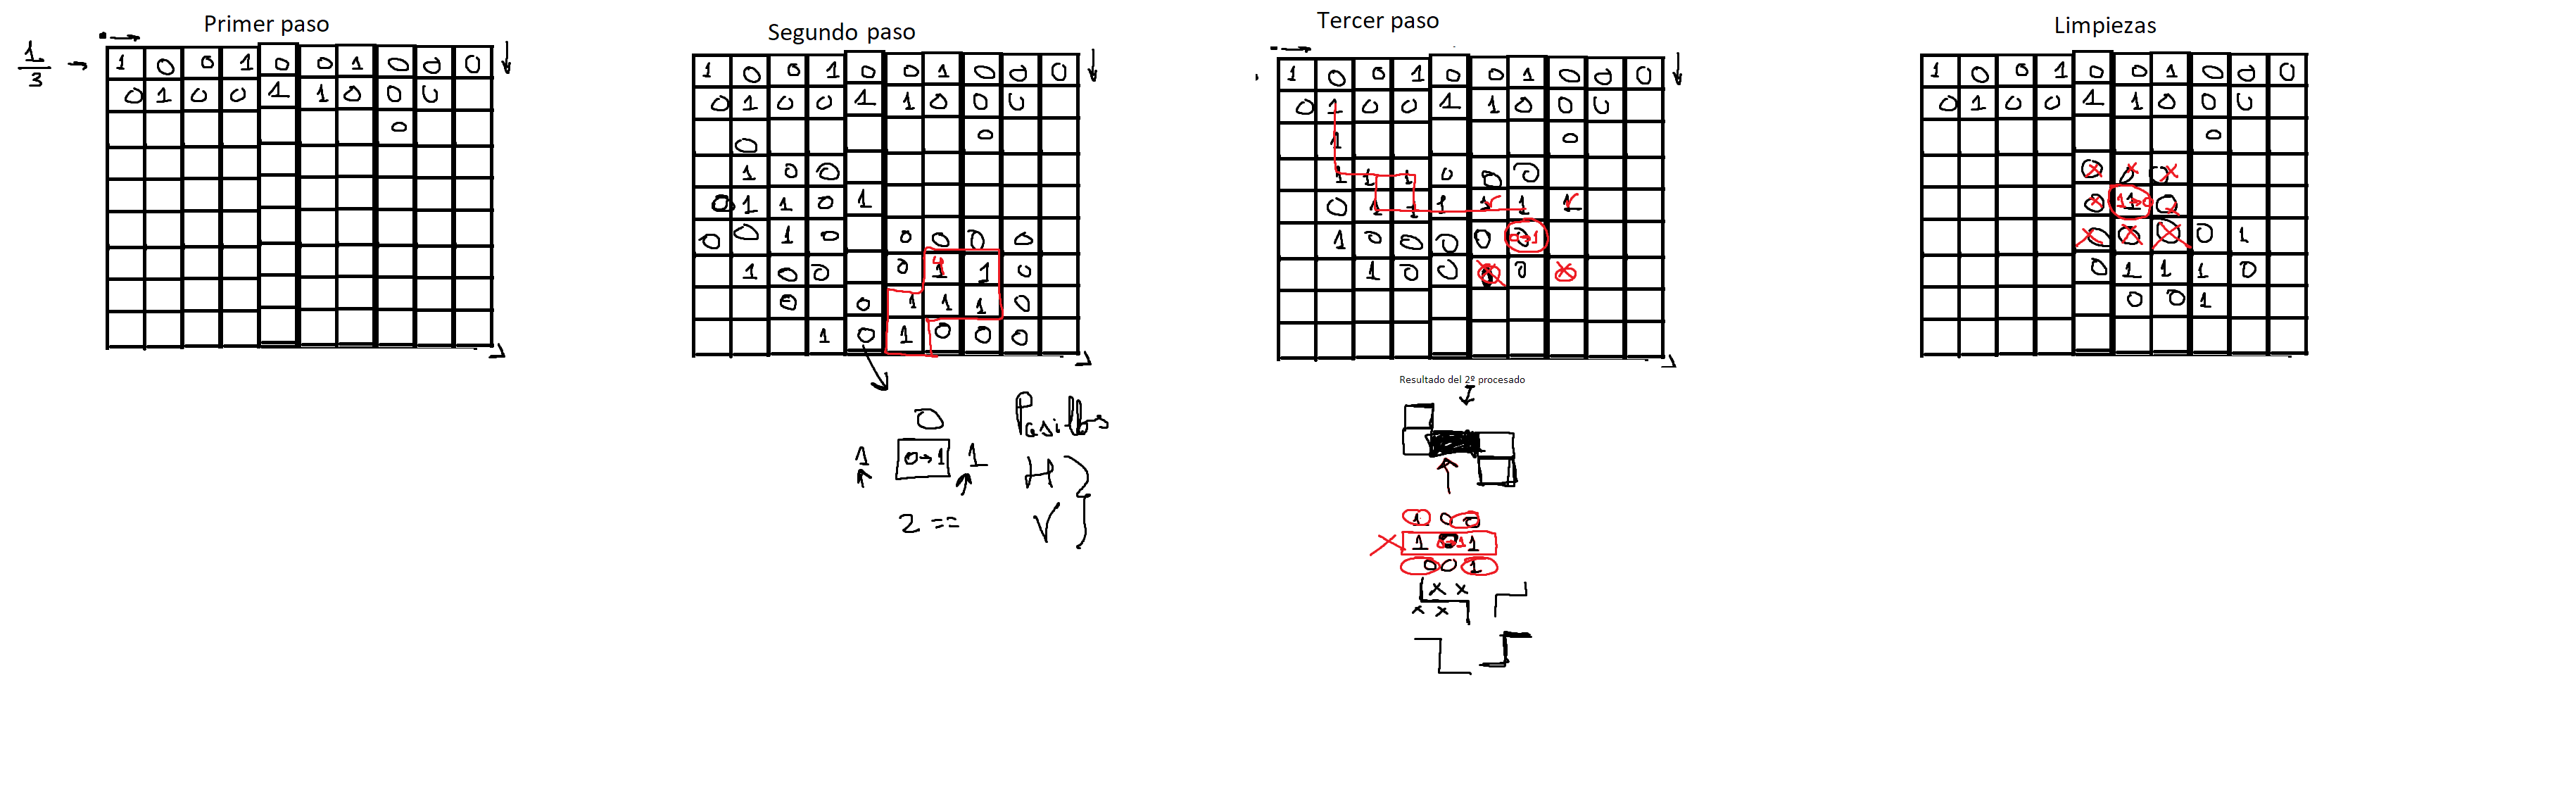 Primer paso
1
3
1 0 0 1 0 0 1 0 0 0
0 1 0 0 1 1 0 0 0
0
Segundo paso
1 0 0 1 0 0 1 0 0 0
0 1 0 0 1 1 0 0 0
0 0
1 0 0
0 1 1 0 1
0 0 1 0 0 0 0 0
1 0 0 0 1 1 0
0 0 1 1 1 0
1 0 1 0 0 0
0
1 0→1 1
2 ==
Pasillos
H
V
Tercer paso
1 0 0 1 0 0 1 0 0 0
0 1 0 0 1 1 0 0 0
1 0
1 1 1 0 0 0
0 1 1 1 1 1 1
1 0 0 0 0 0→1
1 0 0 0
Resultado del 2º procesado
1 0 0
1 0→1 1
0 0 1
x x
x x
Limpiezas
1 0 0 1 0 0 1 0 0 0
0 1 0 0 1 1 0 0 0
0
0 0 0
0 1→0 0
0 0 0 0 1
0 1 1 1 0
0 0 1